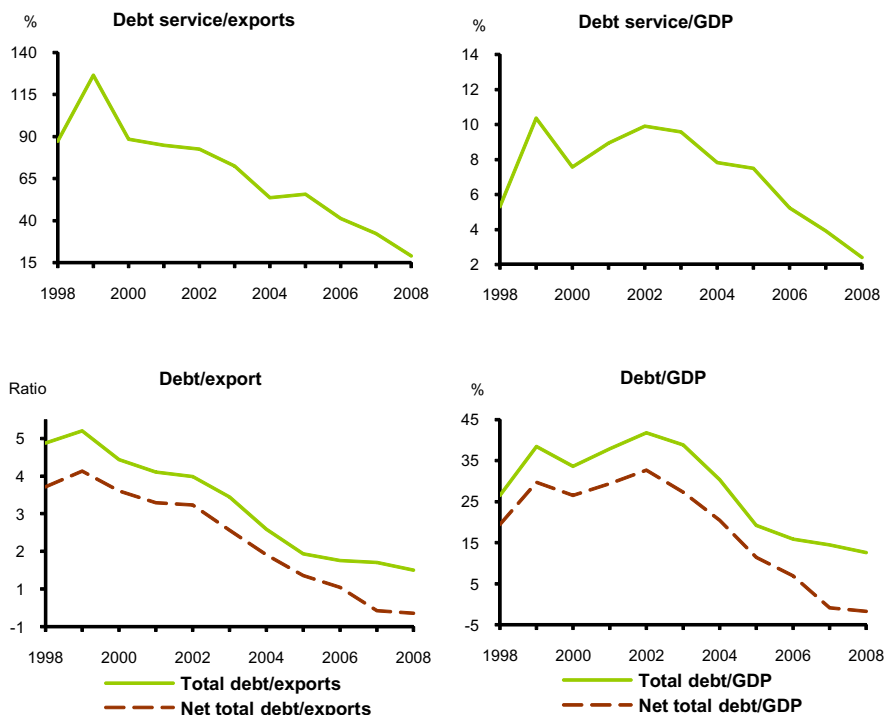 Debt service/exports
%
140
115
90
65
40
15
1998 2000 2002 2004 2006 2008
Debt service/GDP
%
14
12
10
8
6
4
2
1998 2000 2002 2004 2006 2008
Debt/export
Ratio
5
4
3
2
1
-1
1998 2000 2002 2004 2006 2008
Total debt/exports
Net total debt/exports
Debt/GDP
%
45
35
25
15
5
-5
1998 2000 2002 2004 2006 2008
Total debt/GDP
Net total debt/GDP